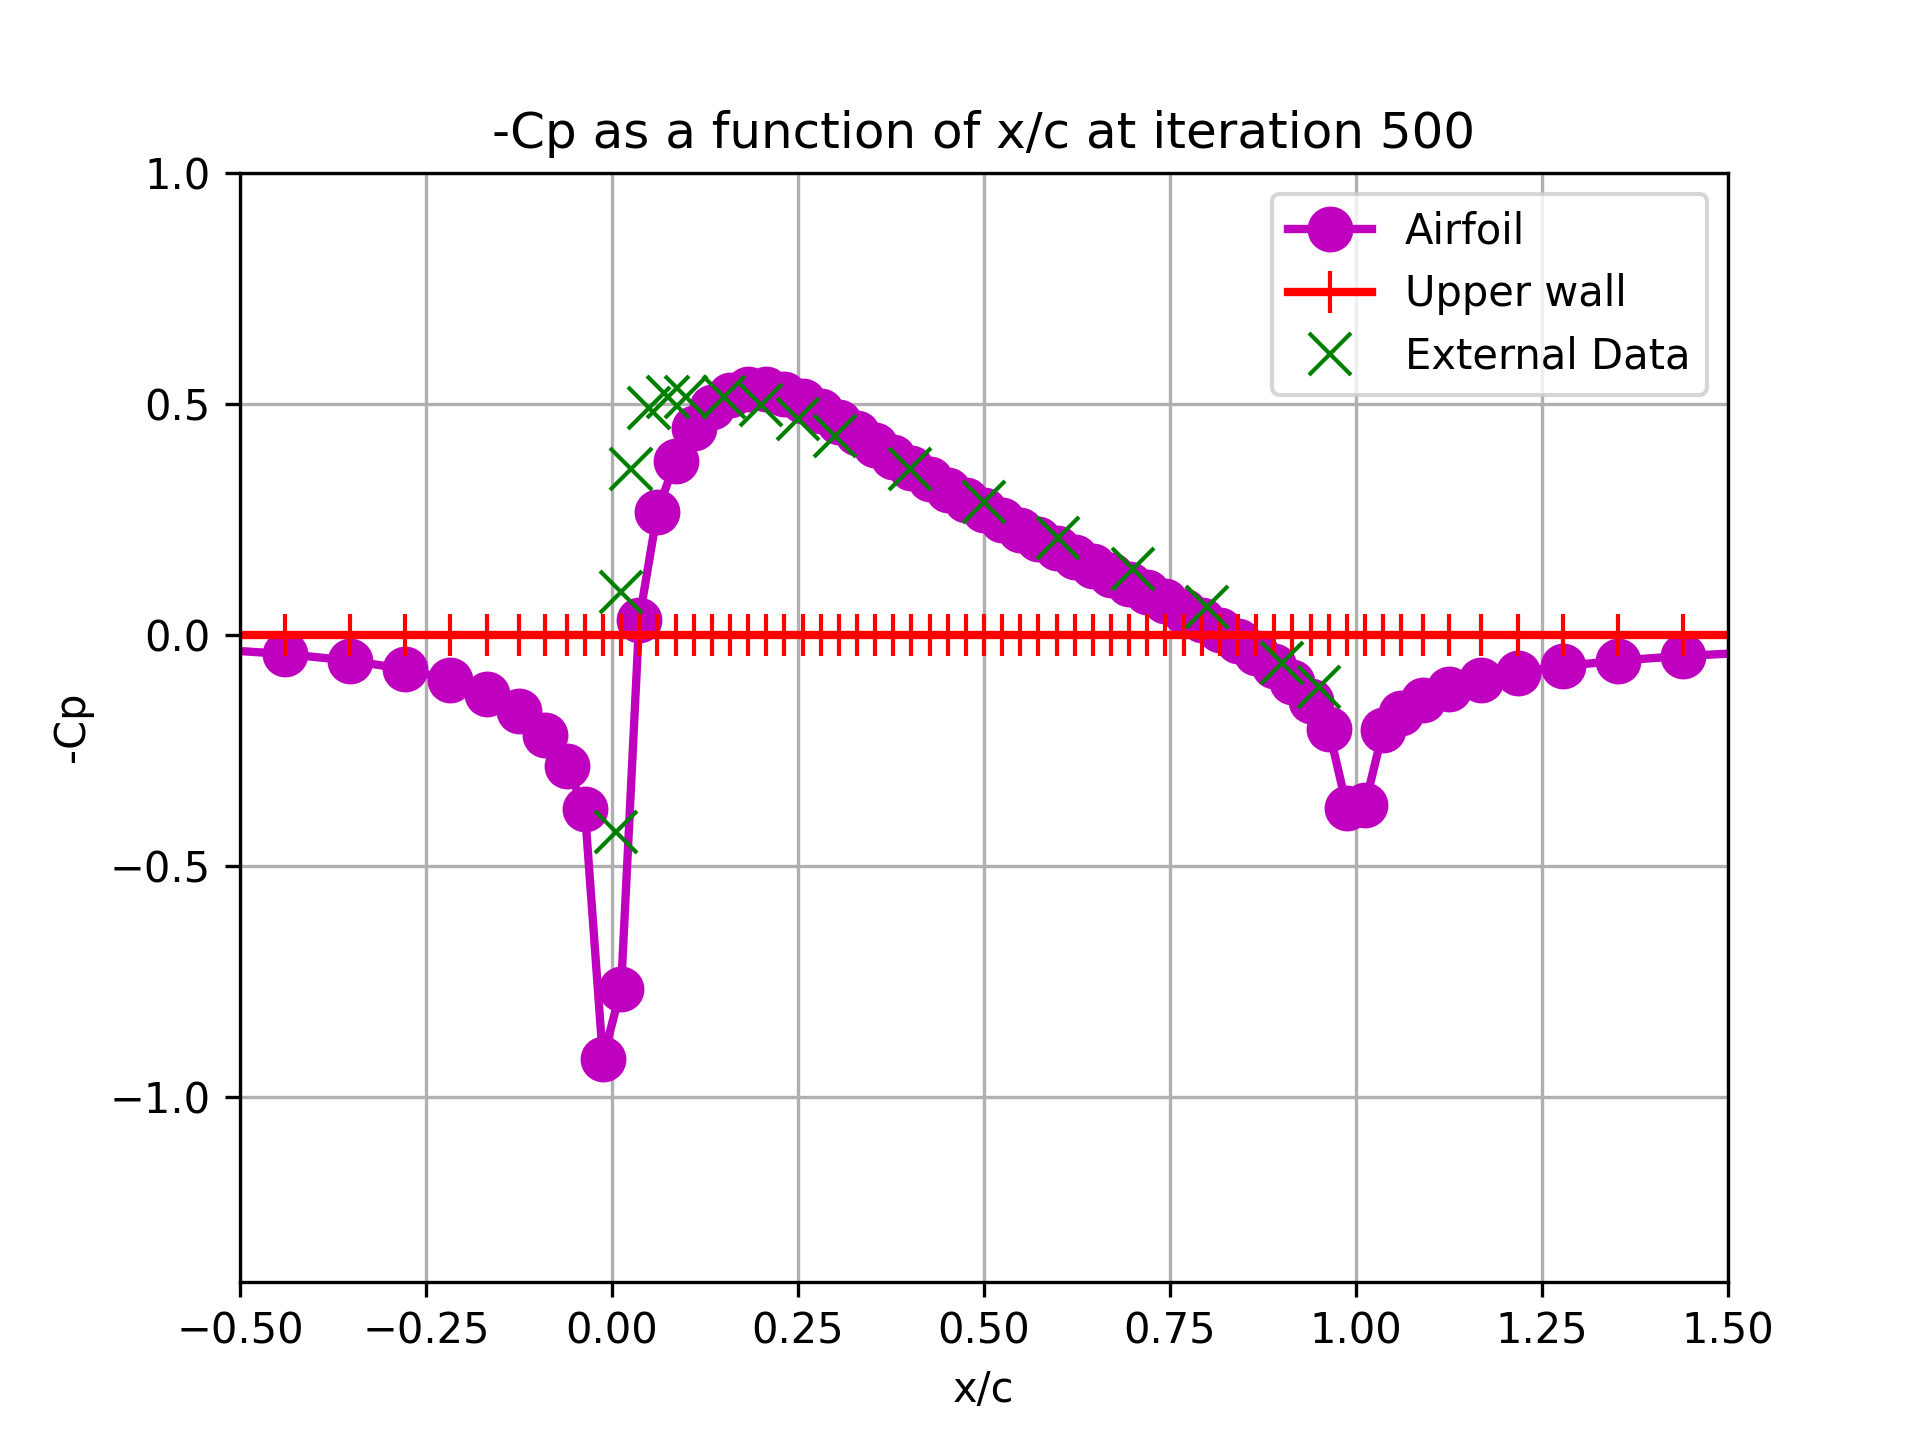 -Cp as a function of x/c at iteration 500
1.0
0.5
0.0
−0.5
−1.0
-Cp
Airfoil
Upper wall
External Data
−0.50 −0.25 0.00 0.25 0.50 0.75 1.00 1.25 1.50
x/c